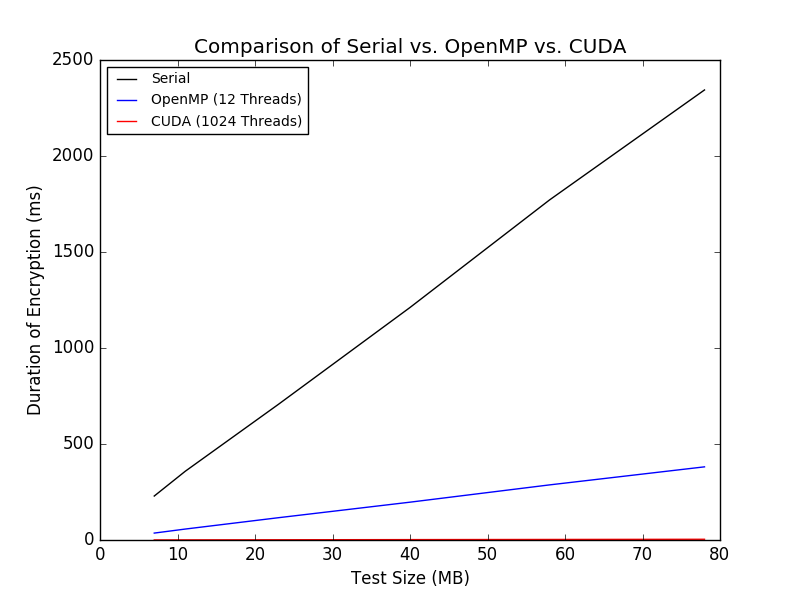 Comparison of Serial vs. OpenMP vs. CUDA
Serial
OpenMP (12 Threads)
CUDA (1024 Threads)
2500
2000
1500
1000
500
0
Duration of Encryption (ms)
0 10 20 30 40 50 60 70 80
Test Size (MB)